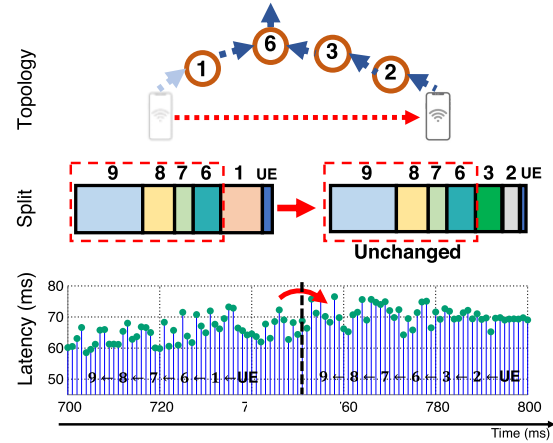 Topology
1
6
3
2
Split
9 8 7 6 1 UE
9 8 7 6 3 2 UE
Unchanged
Latency (ms)
80
70
60
50
9 ← 8 ← 7 ← 6 ← 1 ← UE
9 ← 8 ← 7 ← 6 ← 3 ← 2 ← UE
700 720 7 60 780 800
Time (ms)